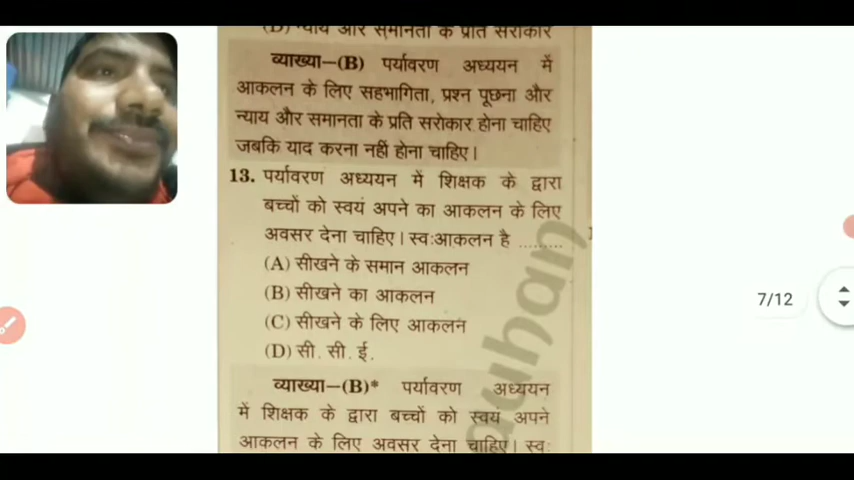 (D) न्याय और समानता के प्रति सरोकार
व्याख्या–(B) पर्यावरण अध्ययन में
आकलन के लिए सहभागिता, प्रश्न पूछना और
न्याय और समानता के प्रति सरोकार होना चाहिए
जबकि याद करना नहीं होना चाहिए।
13. पर्यावरण अध्ययन में शिक्षक के द्वारा
बच्चों को स्वयं अपने का आकलन के लिए
अवसर देना चाहिए। स्व:आकलन है .........
(A) सीखने के समान आकलन
(B) सीखने का आकलन
(C) सीखने के लिए आकलन
(D) सी. सी. ई.
व्याख्या–(B)* पर्यावरण अध्ययन
में शिक्षक के द्वारा बच्चों को स्वयं अपने
आकलन के लिए अवसर देना चाहिए। स्व:
auhan
7/12